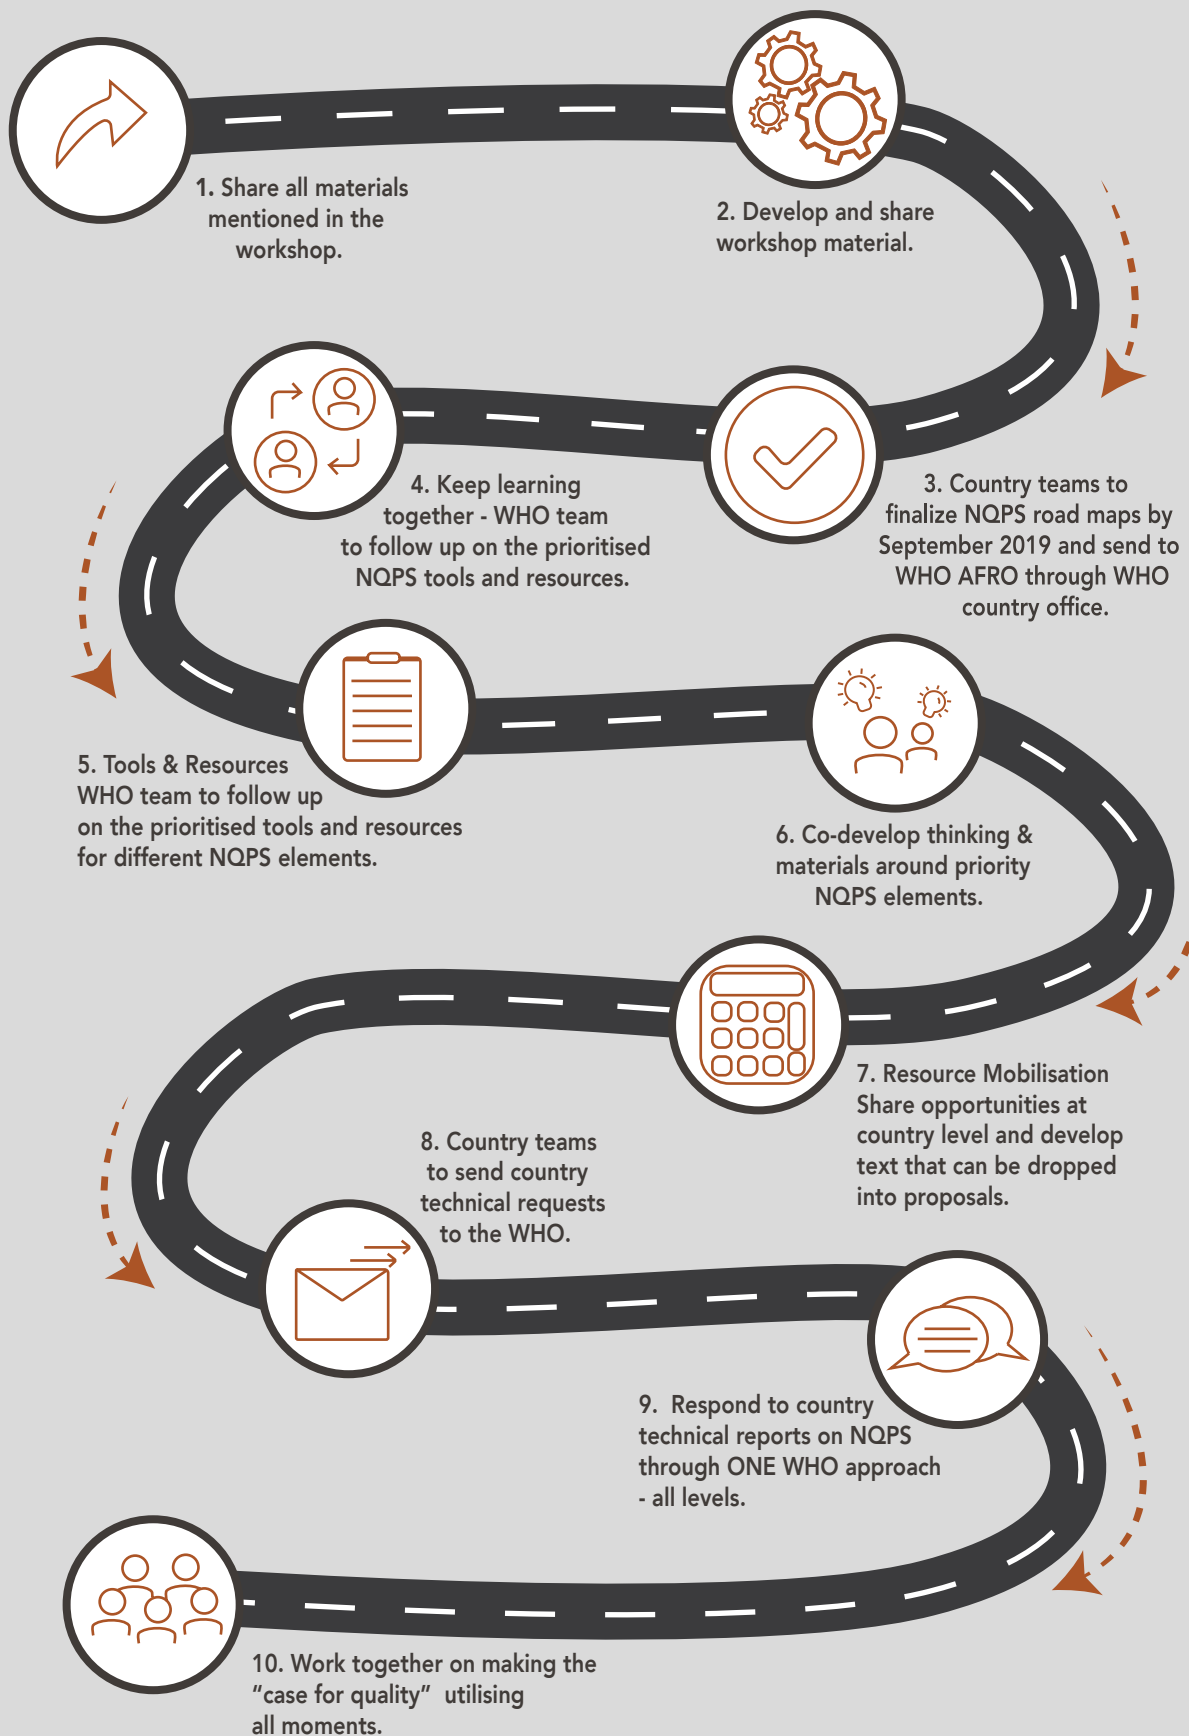 1. Share all materials
mentioned in the
workshop.
2. Develop and share
workshop material.
3. Country teams to
finalize NQPS road maps by
September 2019 and send to
WHO AFRO through WHO
country office.
4. Keep learning
together - WHO team
to follow up on the prioritised
NQPS tools and resources.
5. Tools & Resources
WHO team to follow up
on the prioritised tools and resources
for different NQPS elements.
6. Co-develop thinking &
materials around priority
NQPS elements.
7. Resource Mobilisation
Share opportunities at
country level and develop
text that can be dropped
into proposals.
8. Country teams
to send country
technical requests
to the WHO.
9. Respond to country
technical reports on NQPS
through ONE WHO approach
- all levels.
10. Work together on making the
“case for quality” utilising
all moments.